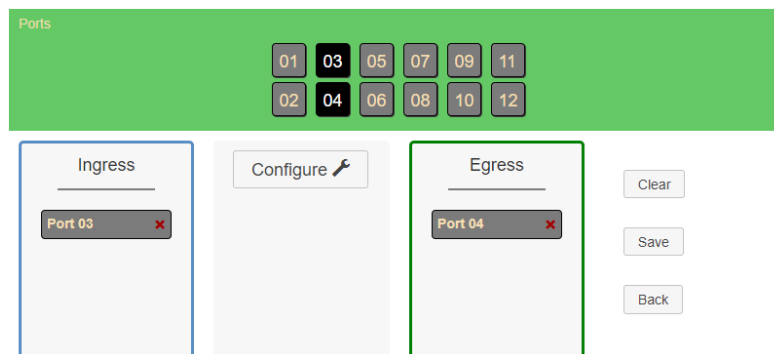 Ports
01 03 05 07 09 11
02 04 06 08 10 12
Ingress
Port 03
Configure
Egress
Port 04
Clear
Save
Back